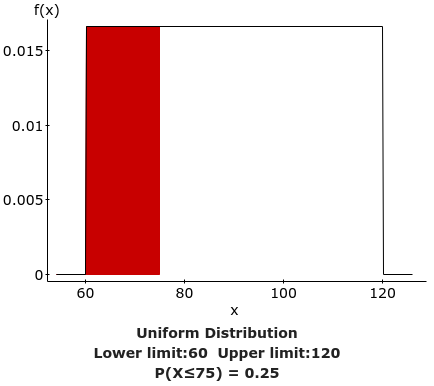 f(x)
0.015
0.01
0.005
0
60 80 100 120
x
Uniform Distribution
Lower limit:60 Upper limit:120
P(X≤75) = 0.25